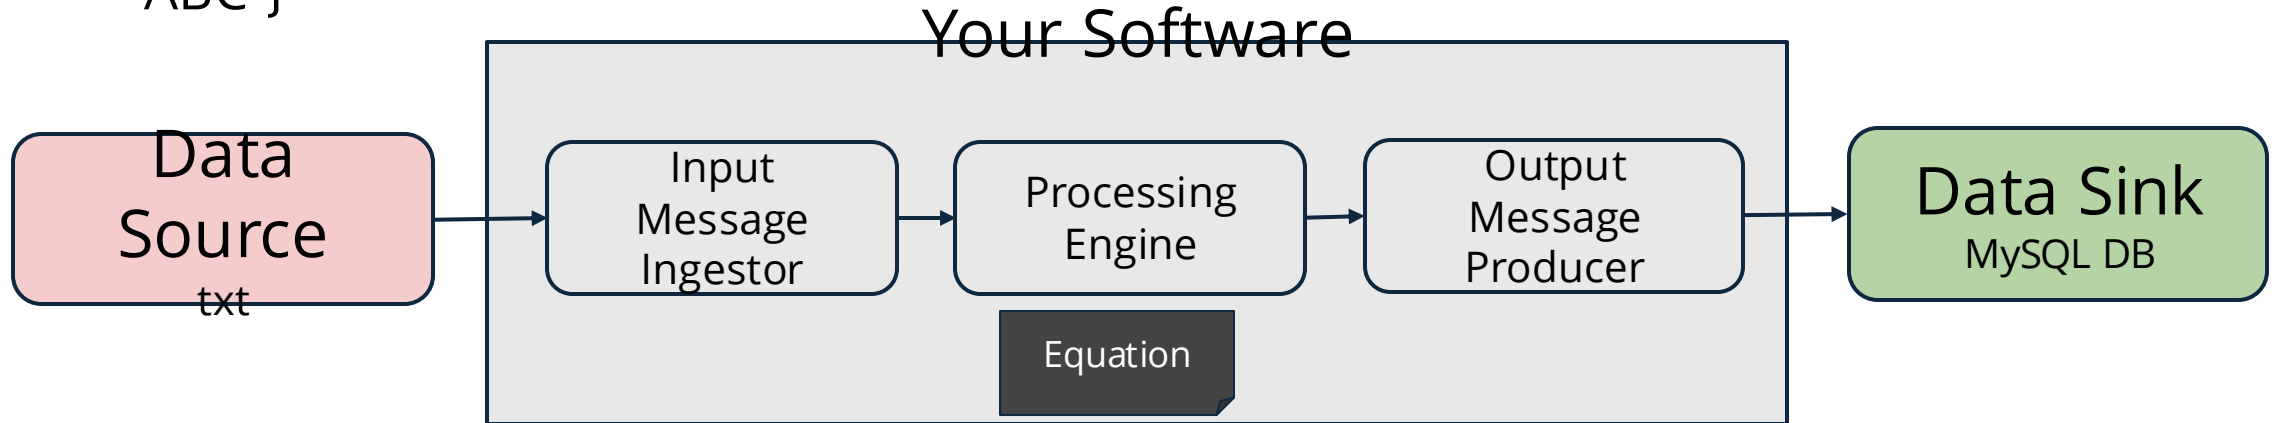 Your Software
Data
Source
txt
Input
Message
Ingestor
Processing
Engine
Output
Message
Producer
Data Sink
MySQL DB
Equation